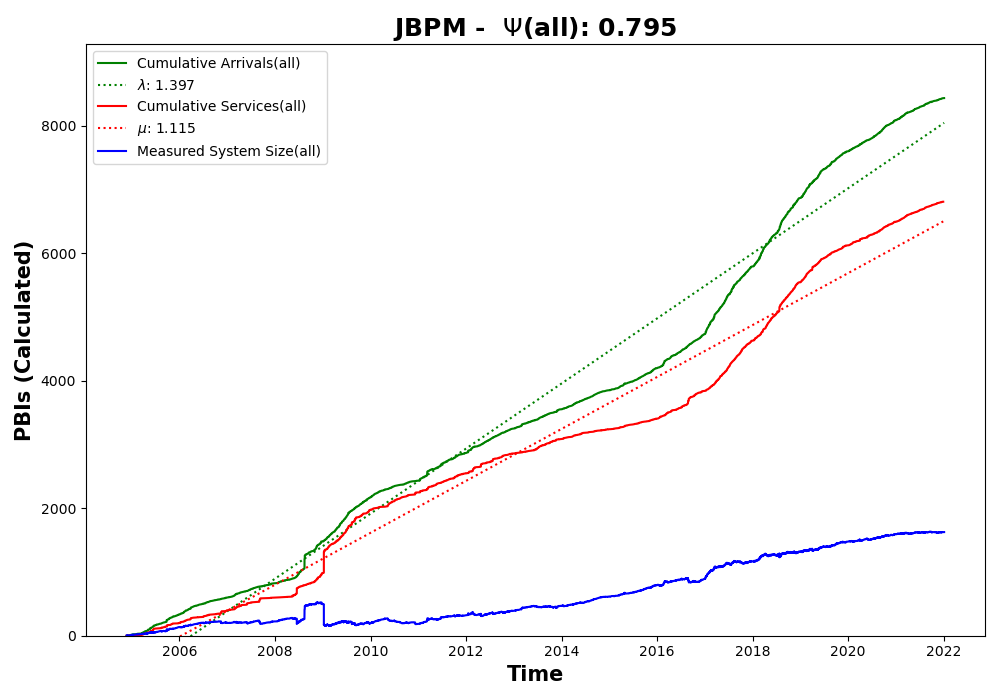 JBPM - Ψ(all): 0.795
Cumulative Arrivals(all)
λ: 1.397
Cumulative Services(all)
μ: 1.115
Measured System Size(all)
PBIs (Calculated)
8000
6000
4000
2000
0
2006 2008 2010 2012 2014 2016 2018 2020 2022
Time